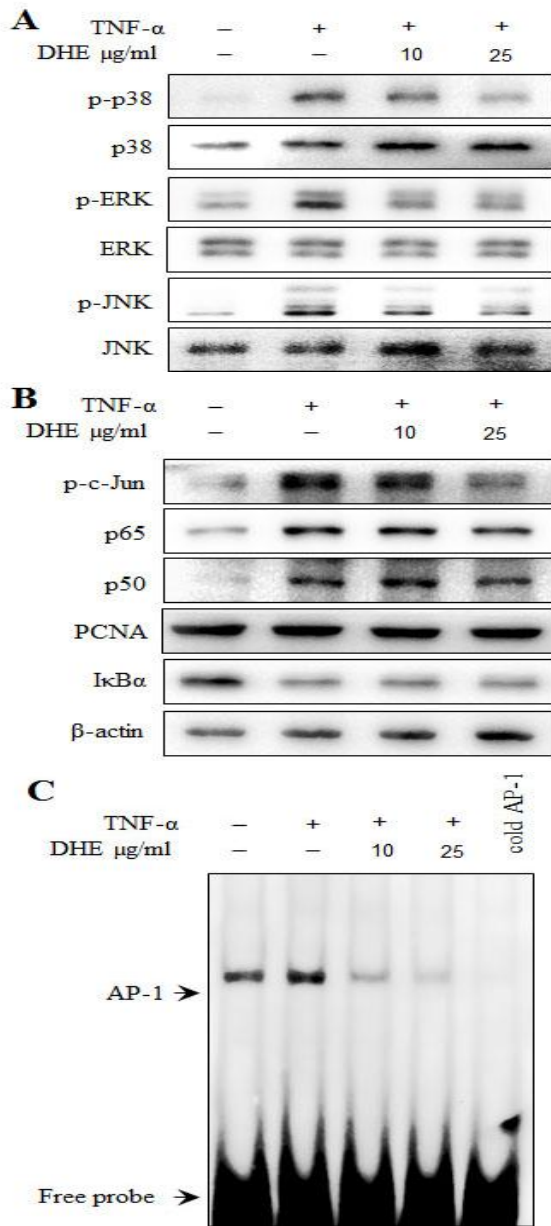 A
TNF-α – + + +
DHE μg/ml – – 10 25
p-p38
p38
p-ERK
ERK
p-JNK
JNK
B
TNF-α – + + +
DHE μg/ml – – 10 25
p-c-Jun
p65
p50
PCNA
IκBα
β-actin
C
TNF-α – + + + cold AP-1
DHE μg/ml – – 10 25
AP-1
Free probe